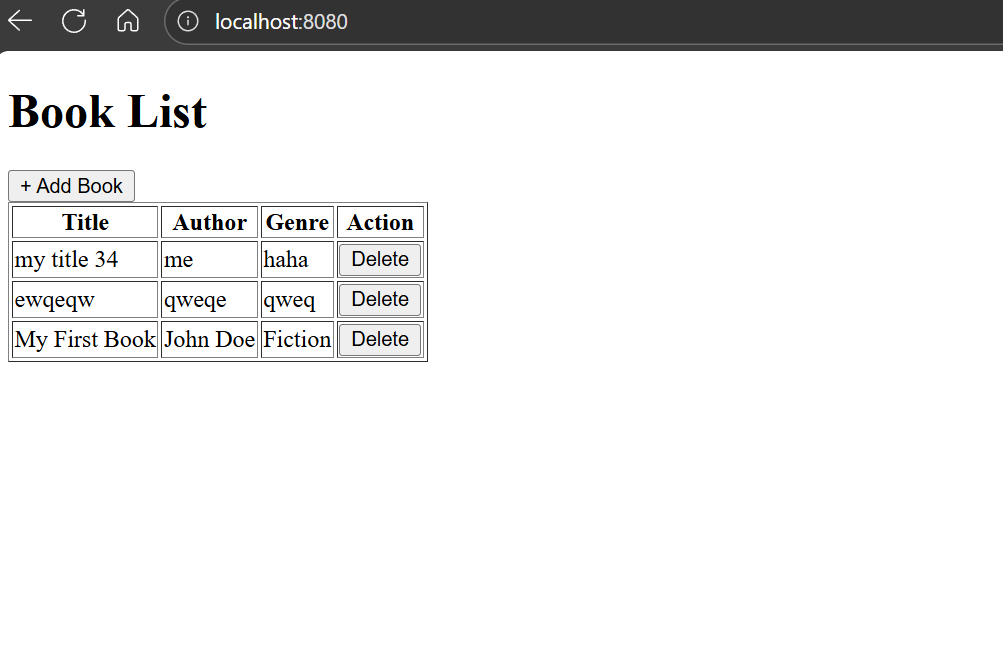 localhost:8080
Book List
+ Add Book
Title Author Genre Action
my title 34 me haha Delete
ewqeqw qweqe qweq Delete
My First Book John Doe Fiction Delete